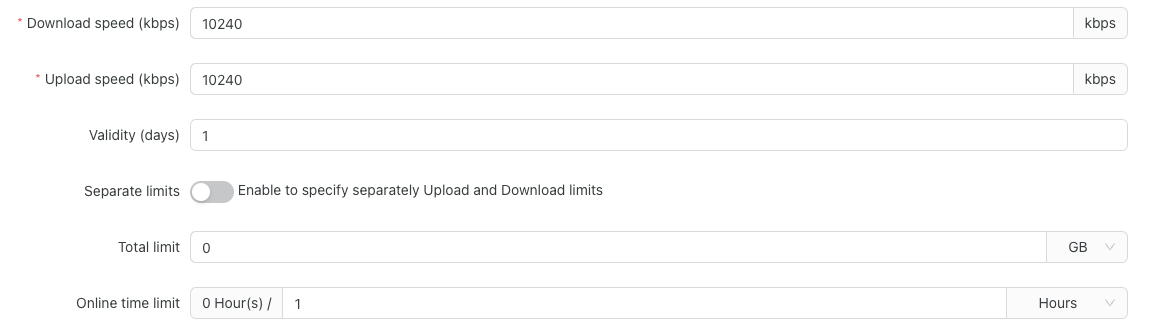 * Download speed (kbps) 10240 kbps
* Upload speed (kbps) 10240 kbps
Validity (days) 1
Separate limits Enable to specify separately Upload and Download limits
Total limit 0 GB
Online time limit 0 Hour(s) / 1 Hours